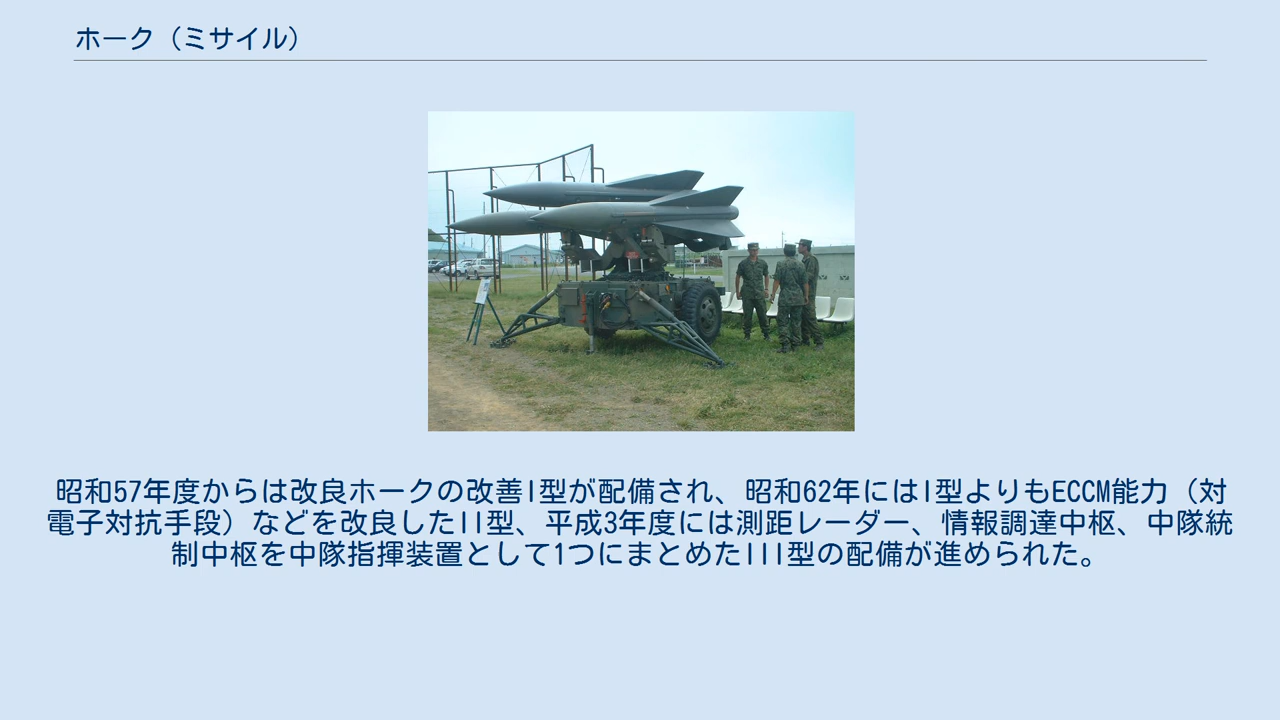 ホーク（ミサイル）
昭和57年度からは改良ホークの改善I型が配備され、昭和62年にはI型よりもECCM能力（対
電子対抗手段）などを改良したII型、平成3年度には測距レーダー、情報調達中枢、中隊統
制中枢を中隊指揮装置として1つにまとめたIII型の配備が進められた。